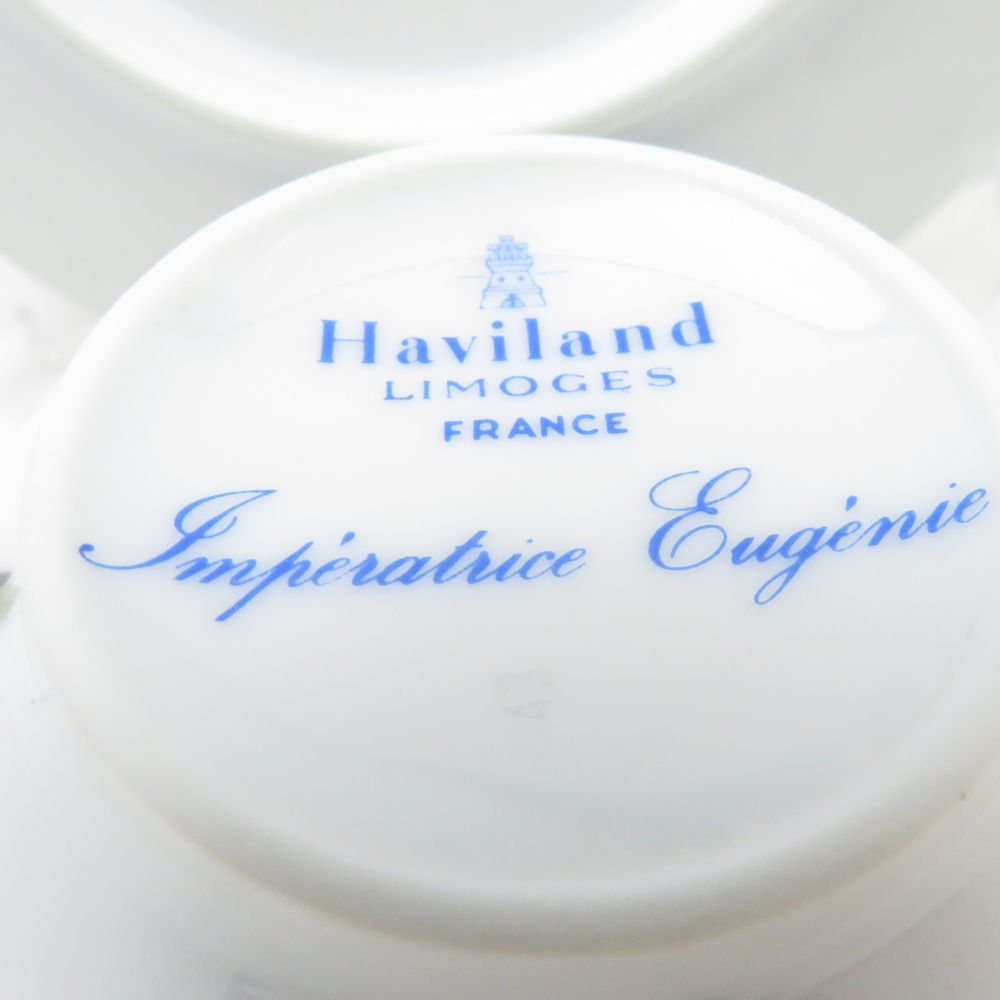 Haviland
LIMOGES
FRANCE
Impératrice Eugénie